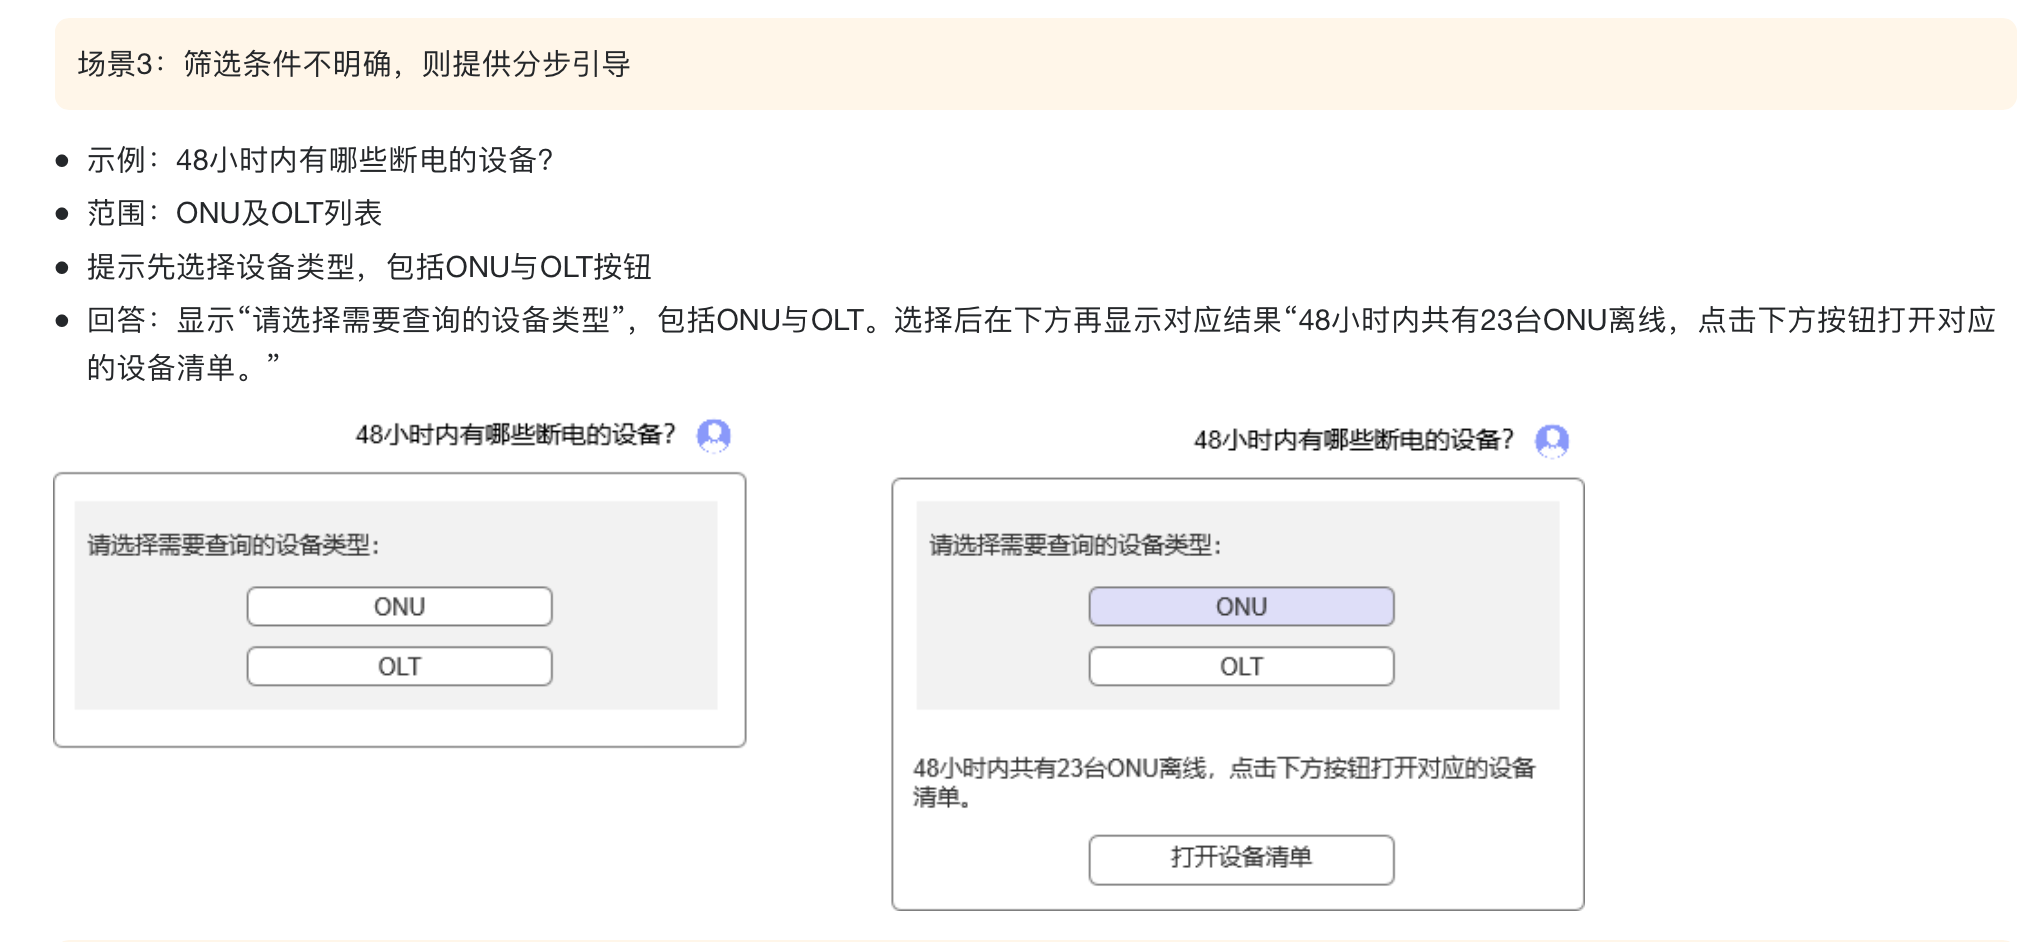 场景3：筛选条件不明确，则提供分步引导
● 示例：48小时内有哪些断电的设备？
● 范围：ONU及OLT列表
● 提示先选择设备类型，包括ONU与OLT按钮
● 回答：显示“请选择需要查询的设备类型”，包括ONU与OLT。选择后在下方再显示对应结果“48小时内共有23台ONU离线，点击下方按钮打开对应
的设备清单。”
48小时内有哪些断电的设备？
请选择需要查询的设备类型：
ONU
OLT
48小时内有哪些断电的设备？
请选择需要查询的设备类型：
ONU
OLT
48小时内共有23台ONU离线，点击下方按钮打开对应的设备
清单。
打开设备清单